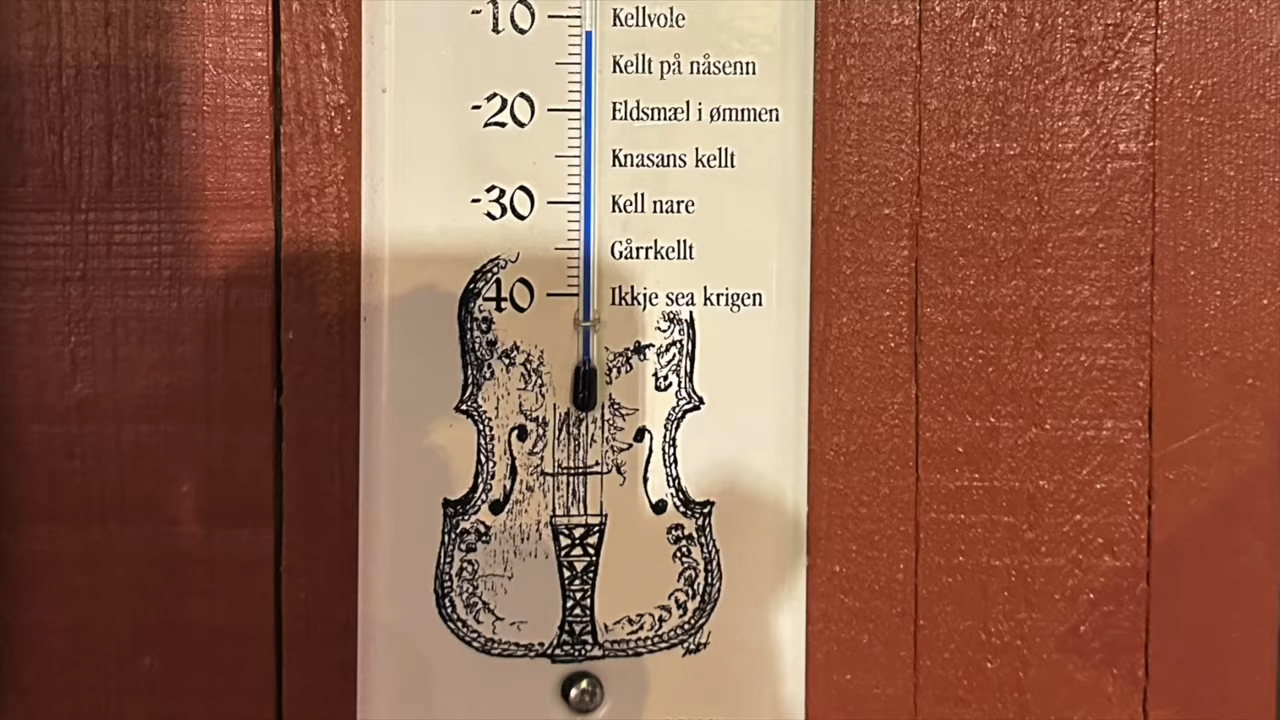 -10 Kellvole
Kellt på nåsenn
-20 Eldsmæl i ømmen
Knasans kellt
-30 Kell nare
Gårrkellt
40 Ikkje sea krigen